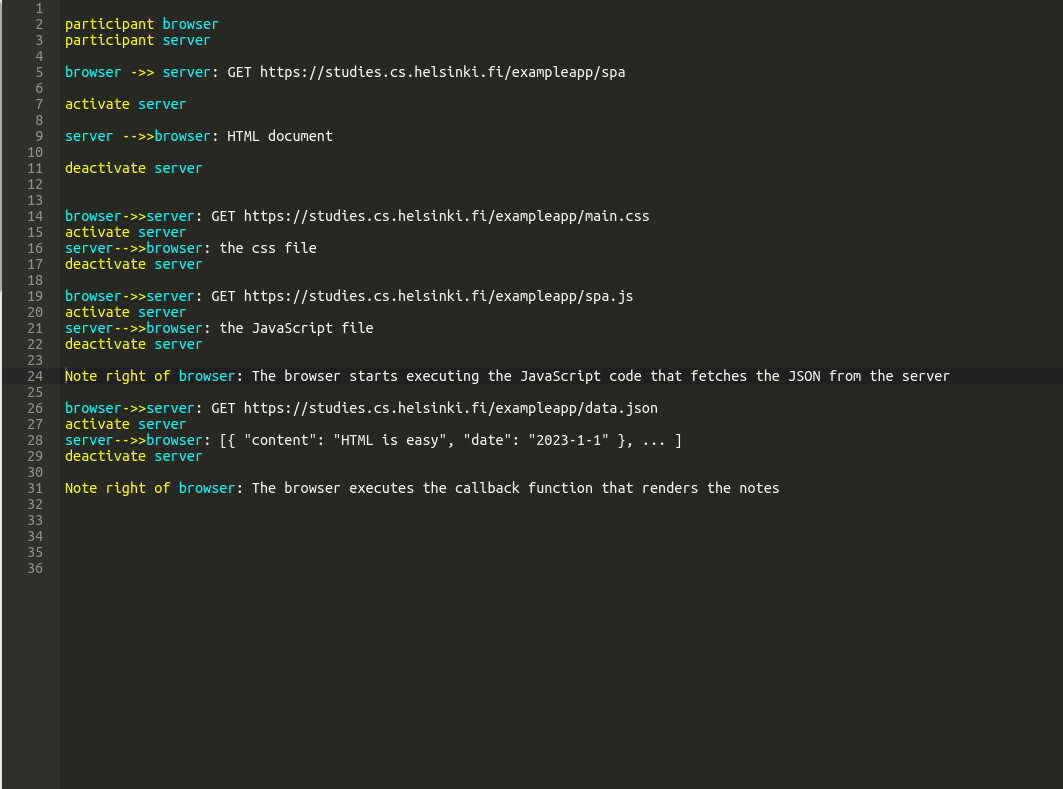 1
2 participant browser
3 participant server
4
5 browser ->> server: GET https://studies.cs.helsinki.fi/exampleapp/spa
6
7 activate server
8
9 server -->>browser: HTML document
10
11 deactivate server
12
13
14 browser->>server: GET https://studies.cs.helsinki.fi/exampleapp/main.css
15 activate server
16 server-->>browser: the css file
17 deactivate server
18
19 browser->>server: GET https://studies.cs.helsinki.fi/exampleapp/spa.js
20 activate server
21 server-->>browser: the JavaScript file
22 deactivate server
23
24 Note right of browser: The browser starts executing the JavaScript code that fetches the JSON from the server
25
26 browser->>server: GET https://studies.cs.helsinki.fi/exampleapp/data.json
27 activate server
28 server-->>browser: [{ "content": "HTML is easy", "date": "2023-1-1" }, ... ]
29 deactivate server
30
31 Note right of browser: The browser executes the callback function that renders the notes
32
33
34
35
36